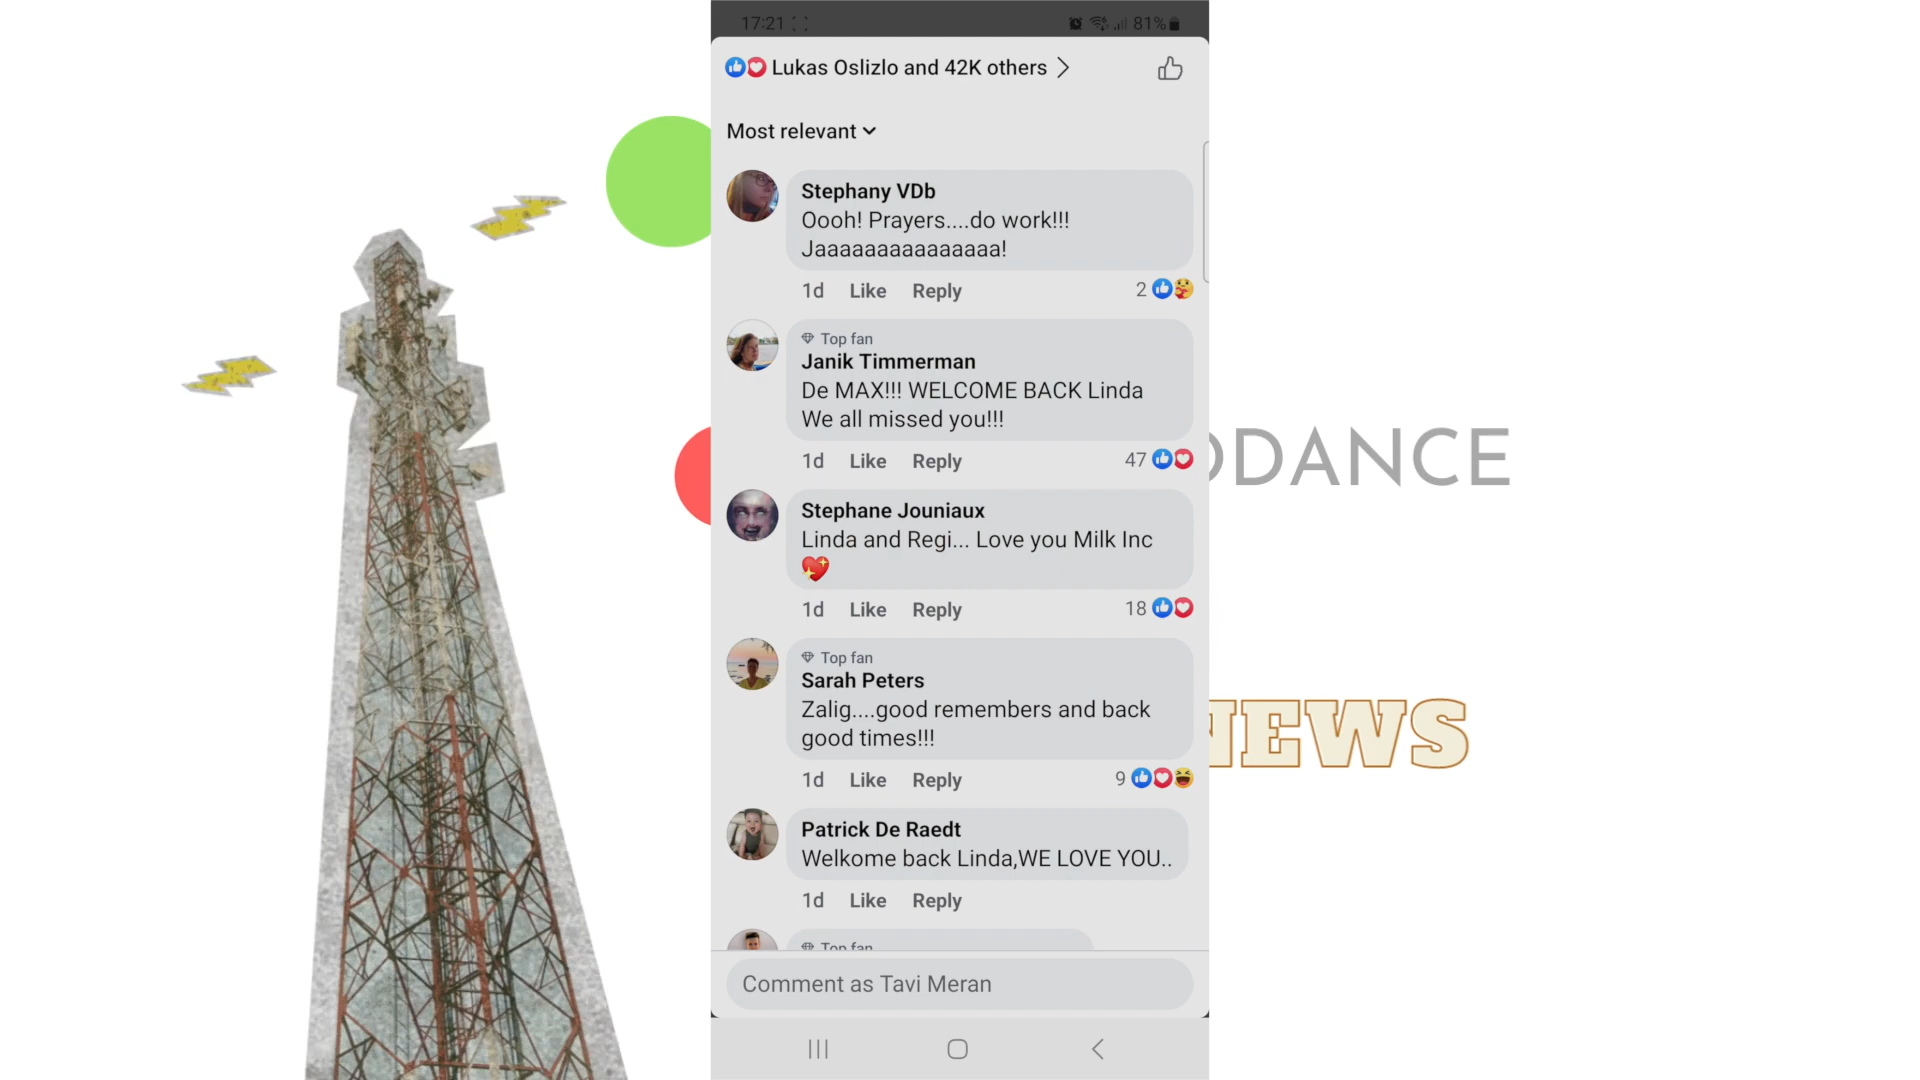 17:21
81%
Lukas Oslizlo and 42K others
Most relevant
Stephany VDb
Oooh! Prayers....do work!!!
Jaaaaaaaaaaaaaaa!
1d Like Reply 2
Top fan
Janik Timmerman
De MAX!!! WELCOME BACK Linda
We all missed you!!!
1d Like Reply 47
DANCE
Stephane Jouniaux
Linda and Regi... Love you Milk Inc
💖
1d Like Reply 18
Top fan
Sarah Peters
Zalig....good remembers and back
good times!!!
NEWS
1d Like Reply 9
Patrick De Raedt
Welkome back Linda,WE LOVE YOU..
1d Like Reply
Top fan
Comment as Tavi Meran